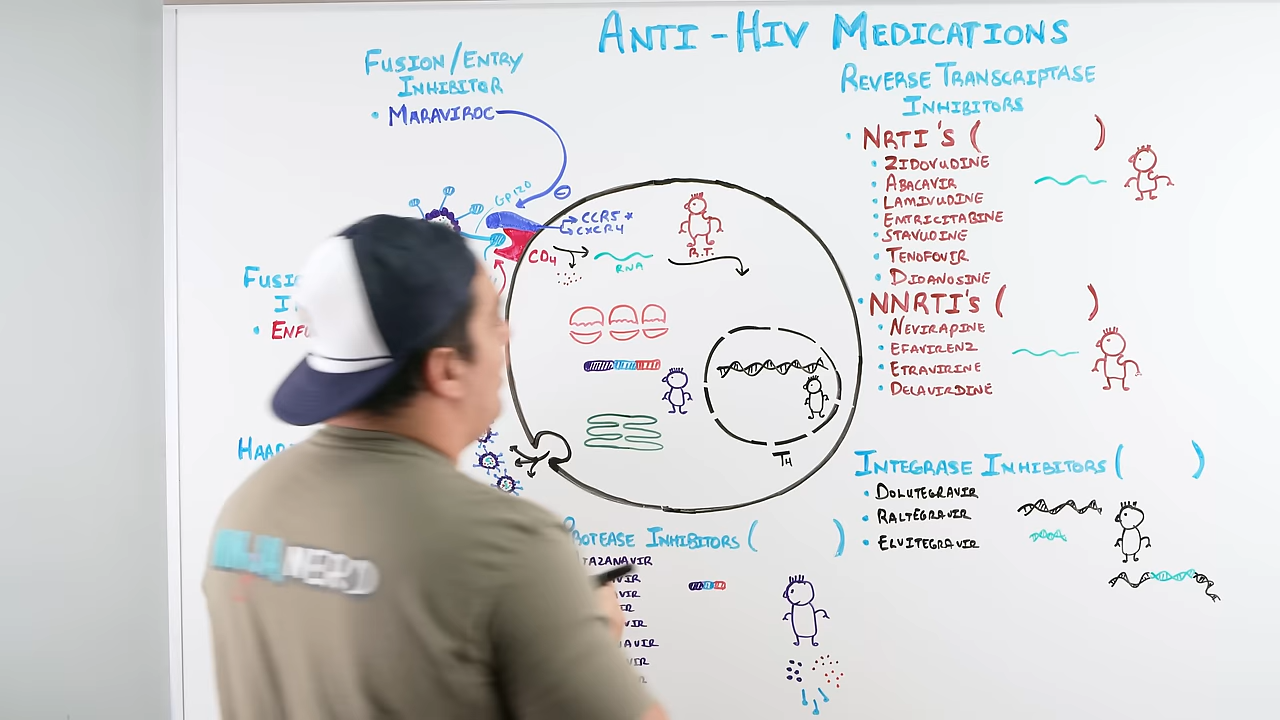 ANTI-HIV MEDICATIONS
FUSION/ENTRY
INHIBITOR
• MARAVIROC
GP120
CCR5 *
CXCR4
CD4
RNA
R.T.
T4
REVERSE TRANSCRIPTASE
INHIBITORS
• NRTI's ( )
• ZIDOVUDINE
• ABACAVIR
• LAMIVUDINE
• EMTRICITABINE
• STAVUDINE
• TENOFOVIR
• DIDANOSINE
• NNRTI's ( )
• NEVIRAPINE
• EFAVIRENZ
• ETRAVIRINE
• DELAVIRDINE
INTEGRASE INHIBITORS ( )
• DOLUTEGRAVIR
• RALTEGRAVIR
• ELVITEGRAVIR
INHIBITORS ( )
NERD